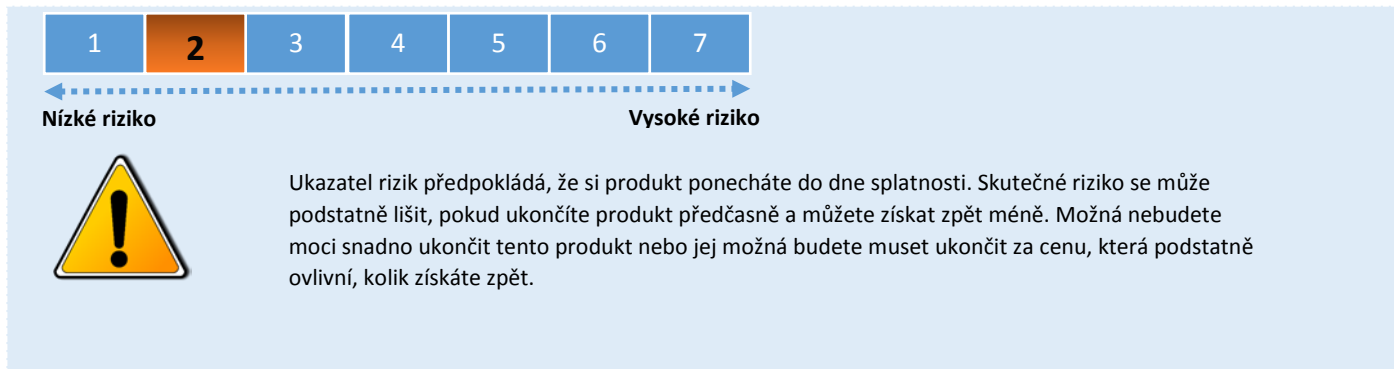 1 2 3 4 5 6 7
Nízké riziko Vysoké riziko
Ukazatel rizik předpokládá, že si produkt ponecháte do dne splatnosti. Skutečné riziko se může
podstatně lišit, pokud ukončíte produkt předčasně a můžete získat zpět méně. Možná nebudete
moci snadno ukončit tento produkt nebo jej možná budete muset ukončit za cenu, která podstatně
ovlivní, kolik získáte zpět.